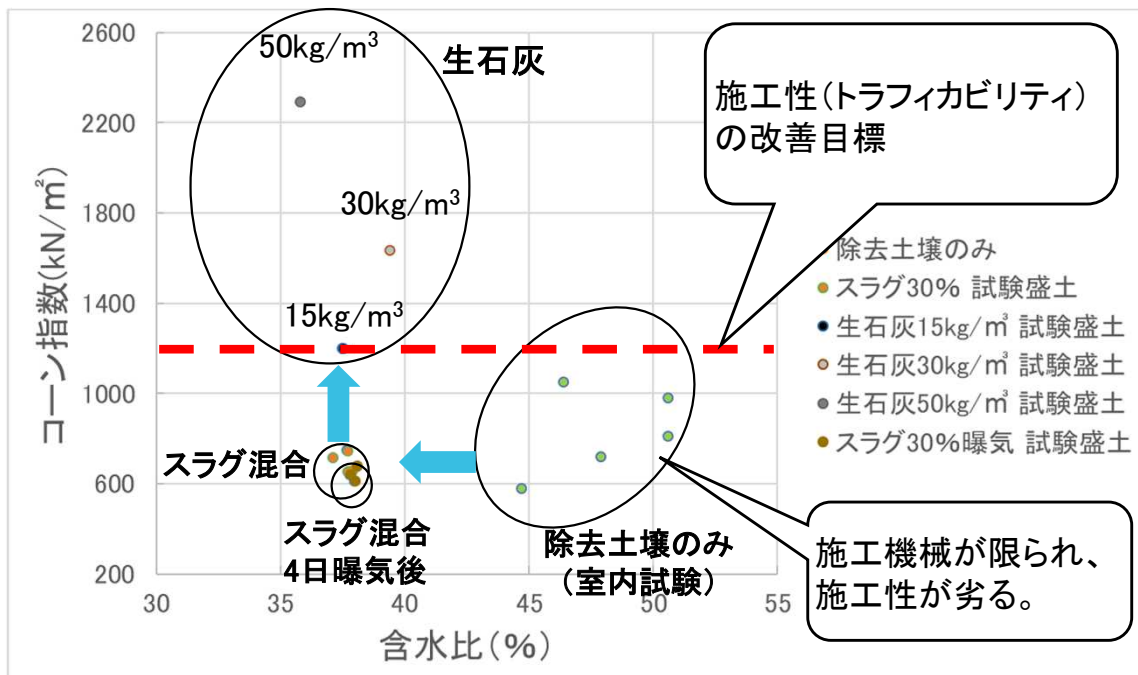 2600
2200
1800
1400
1000
600
200
コーン指数(kN/㎡)
30
35
40
45
50
55
含水比(%)
50kg/m³
生石灰
30kg/m³
15kg/m³
施工性(トラフィカビリティ)
の改善目標
除去土壌のみ
スラグ30% 試験盛土
生石灰15kg/㎥ 試験盛土
生石灰30kg/㎥ 試験盛土
生石灰50kg/㎥ 試験盛土
スラグ30%曝気 試験盛土
スラグ混合
スラグ混合
4日曝気後
除去土壌のみ
(室内試験)
施工機械が限られ、
施工性が劣る。